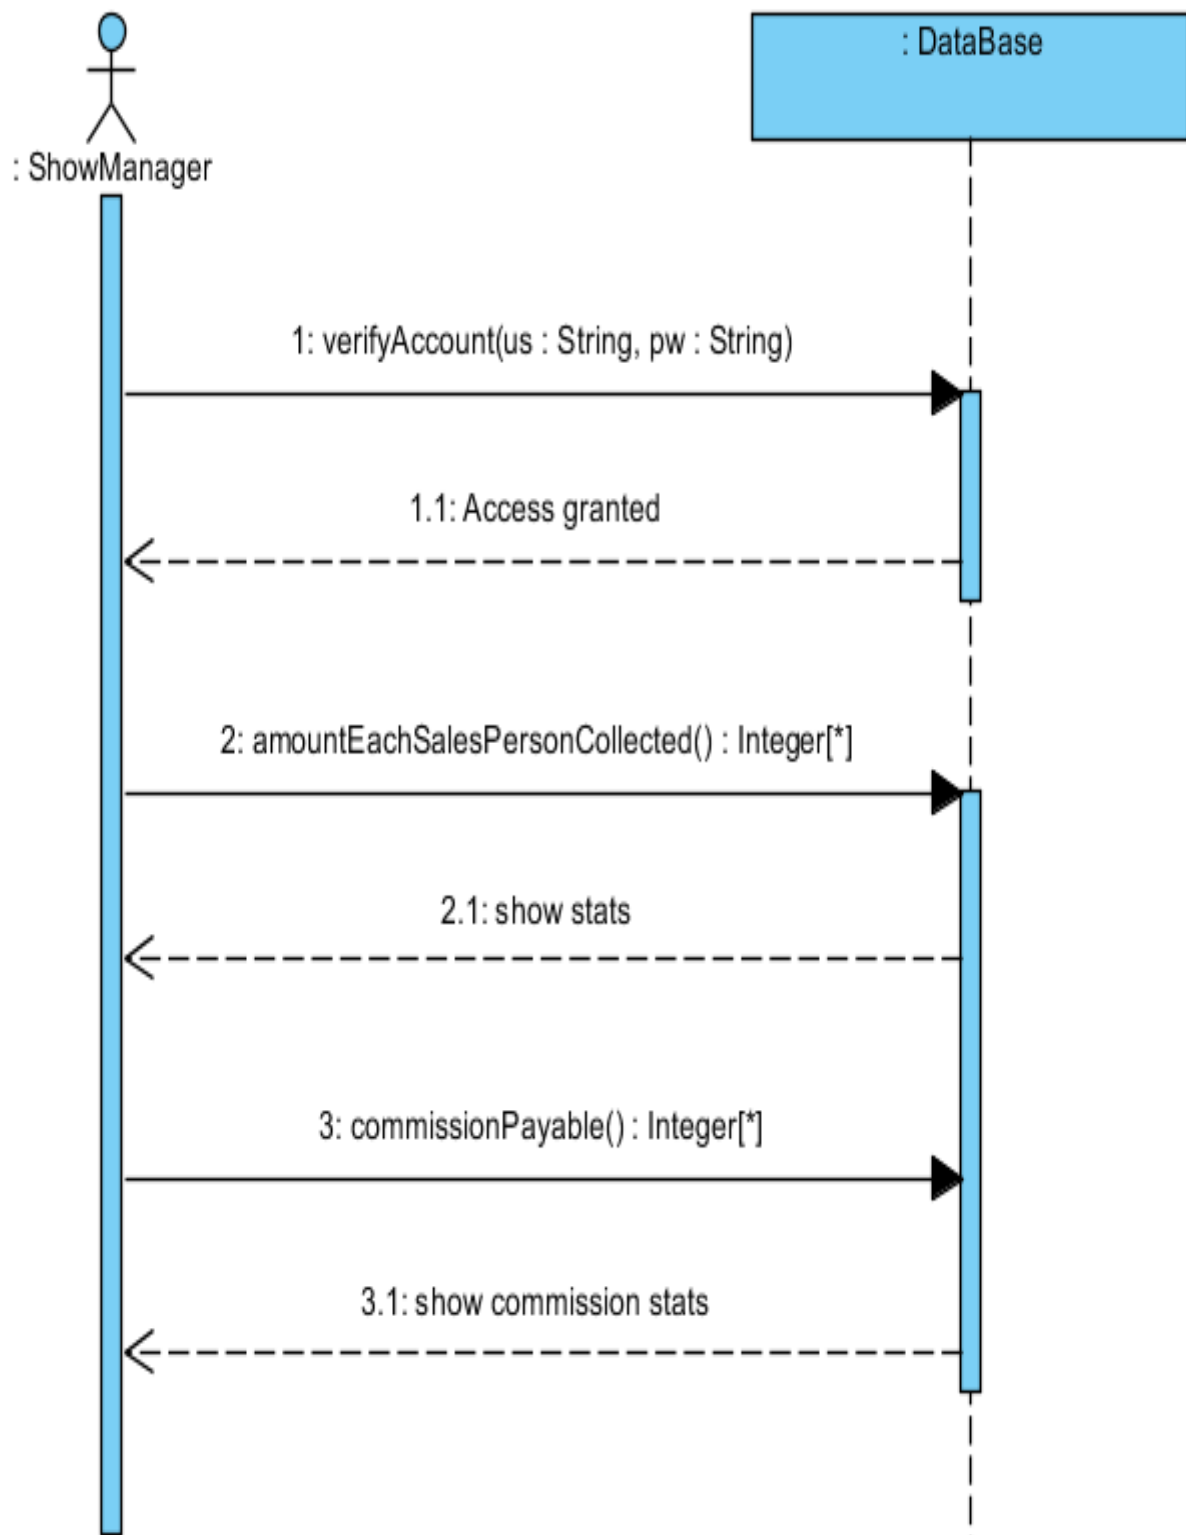 : DataBase
: ShowManager
1: verifyAccount(us : String, pw : String)
1.1: Access granted
2: amountEachSalesPersonCollected() : Integer[*]
2.1: show stats
3: commissionPayable() : Integer[*]
3.1: show commission stats